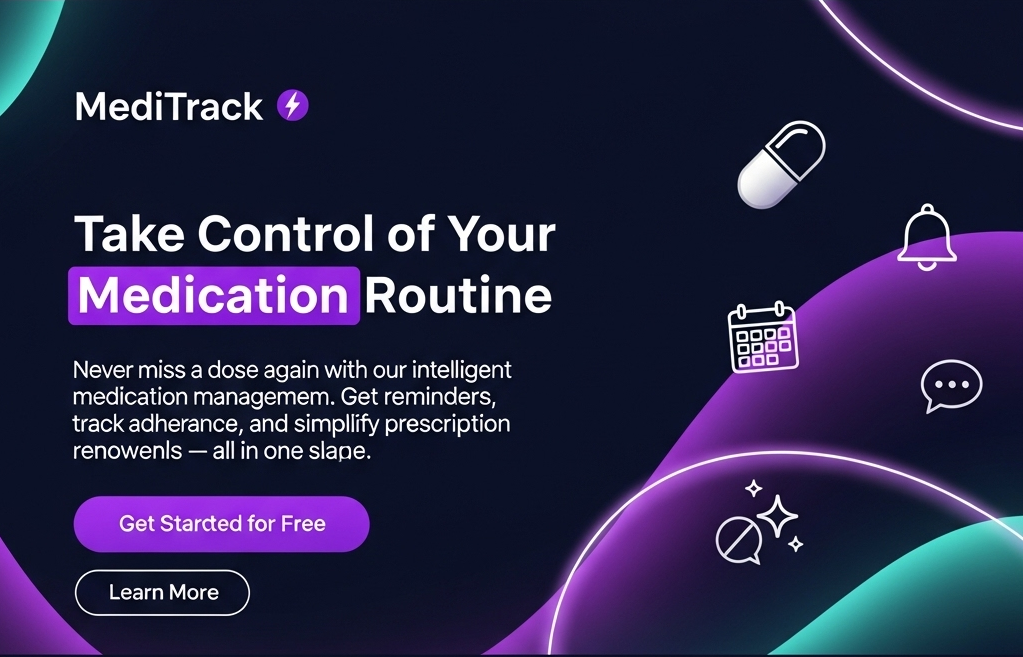 MediTrack
Take Control of Your
Medication Routine
Never miss a dose again with our intelligent
medication managemem. Get reminders,
track adherance, and simpllify prescription
renowenls — all in one slape.
Get Starcted for Free
Learn More